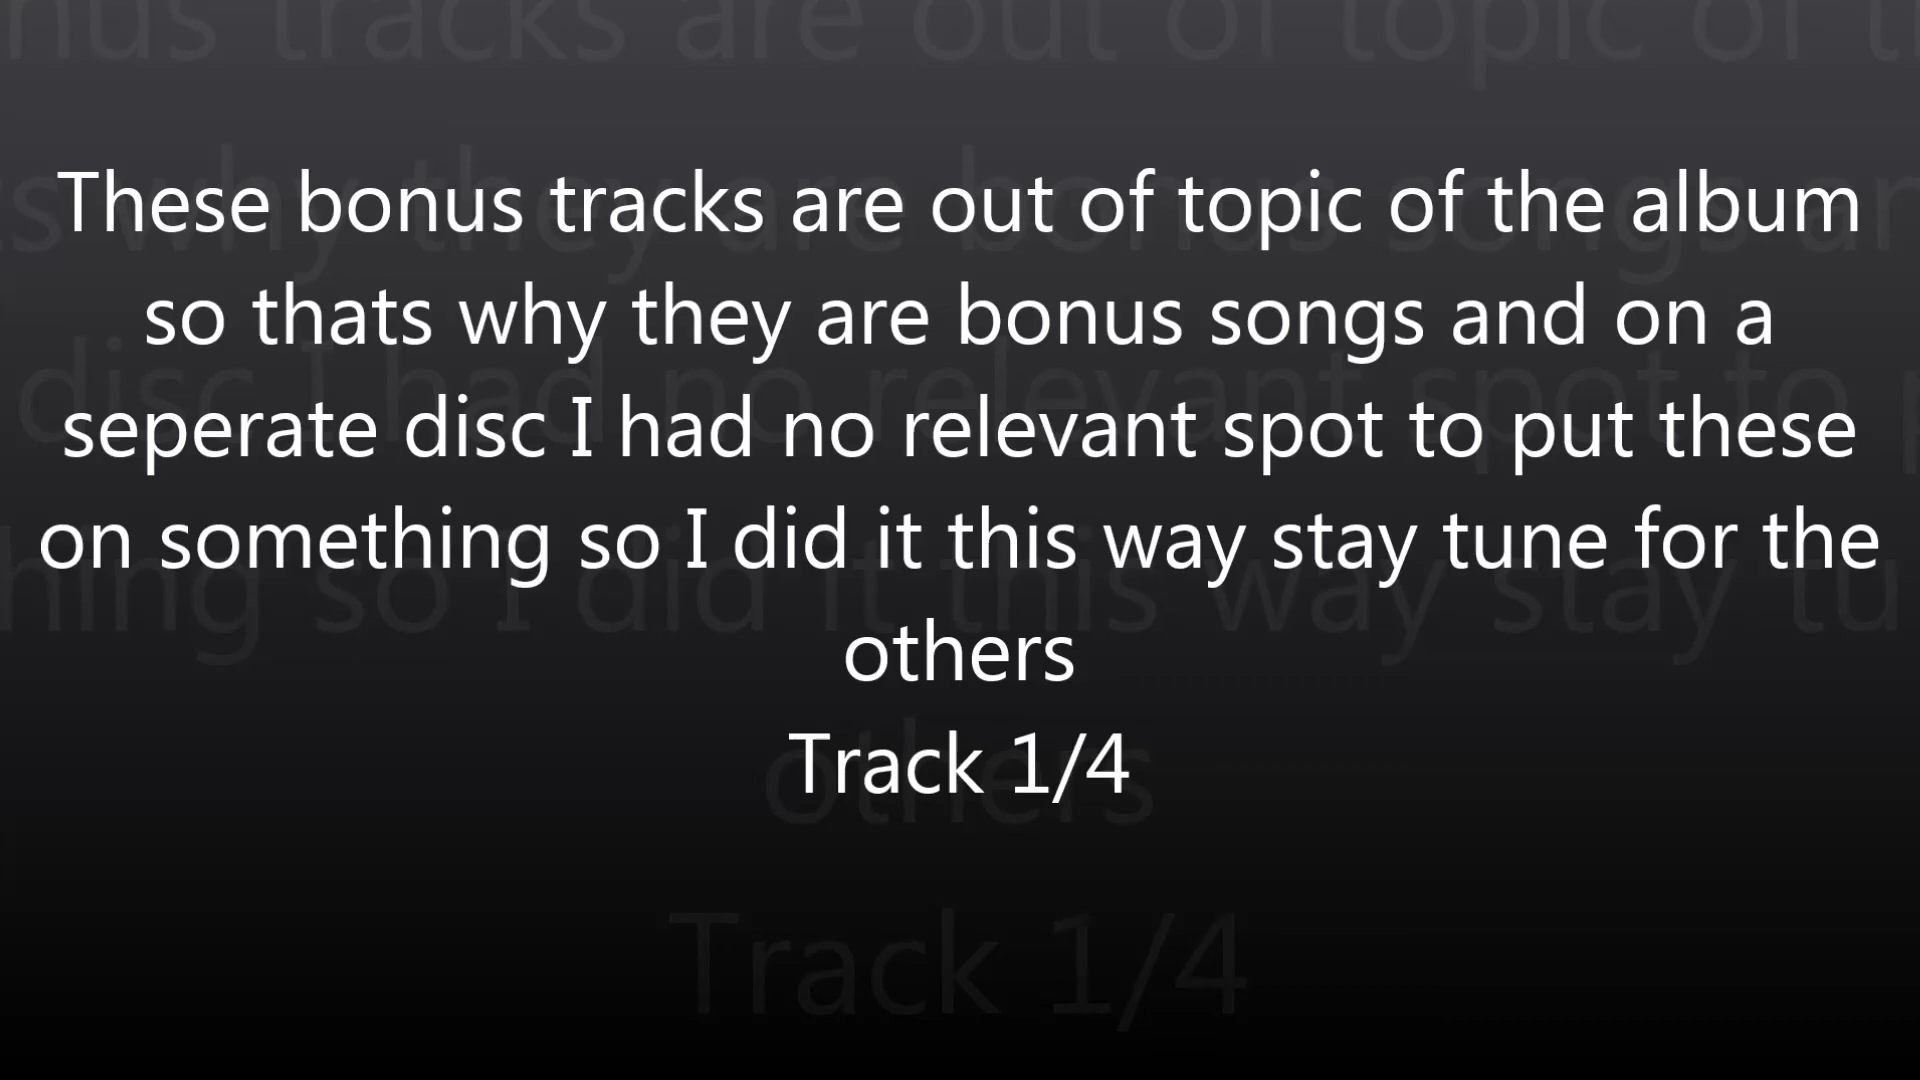 These bonus tracks are out of topic of the album
so thats why they are bonus songs and on a
seperate disc I had no relevant spot to put these
on something so I did it this way stay tune for the
others
Track 1/4